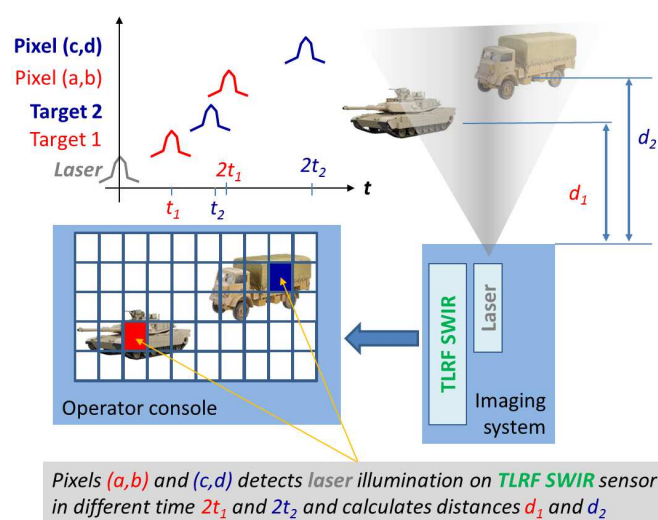 Pixel (c,d)
Pixel (a,b)
Target 2
Target 1
Laser
2t₁
2t₂
t
t₁
t₂
d₂
d₁
TLRF SWIR
Laser
Operator console
Imaging
system
Pixels (a,b) and (c,d) detects laser illumination on TLRF SWIR sensor
in different time 2t₁ and 2t₂ and calculates distances d₁ and d₂